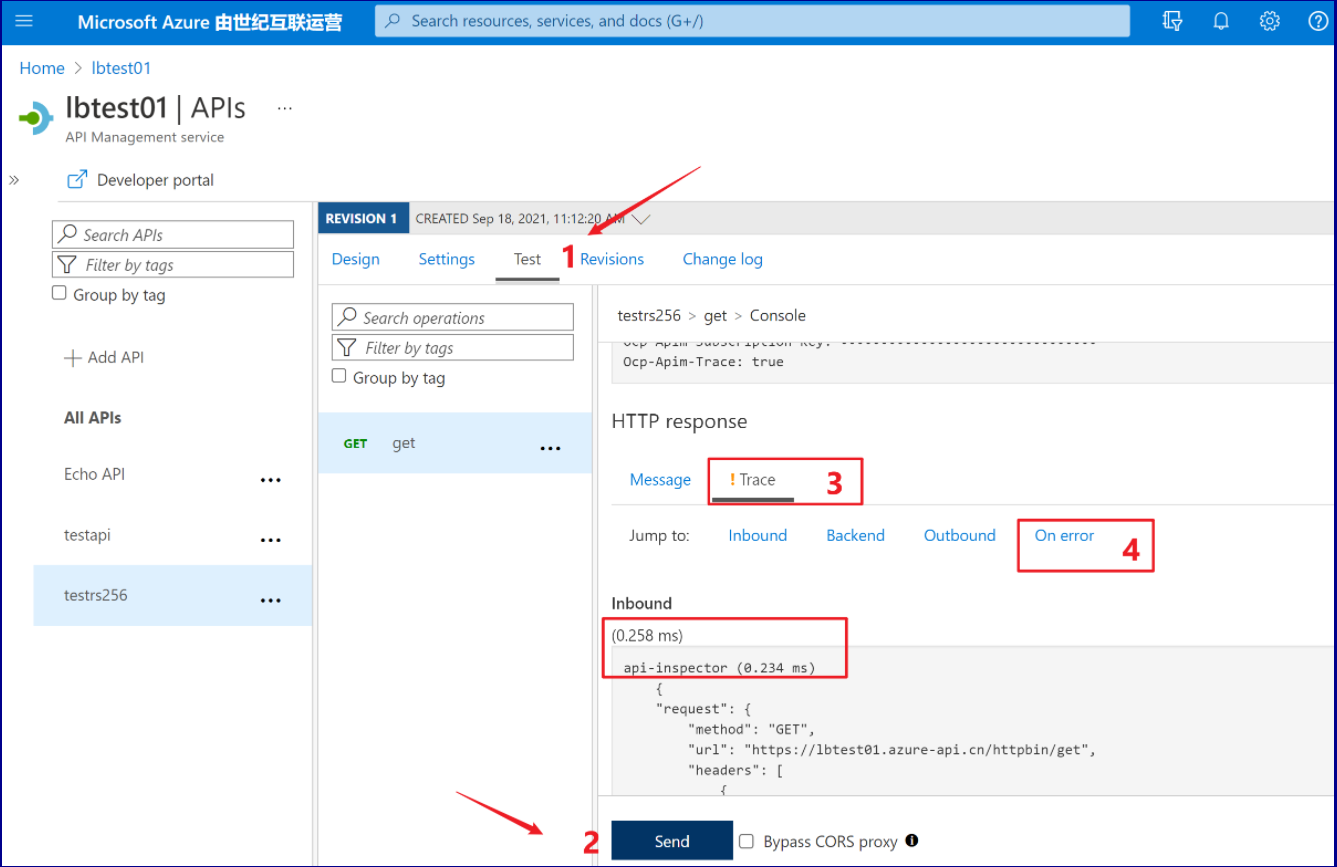 Microsoft Azure 由世纪互联运营
Search resources, services, and docs (G+/)
Home > lbtest01
lbtest01 | APIs ...
API Management service
Developer portal
Search APIs
Filter by tags
Group by tag
+ Add API
All APIs
Echo API ...
testapi ...
testrs256 ...
REVISION 1 CREATED Sep 18, 2021, 11:12:20 AM
Design Settings Test 1 Revisions Change log
Search operations
Filter by tags
Group by tag
GET get ...
testrs256 > get > Console
Ocp-Apim-Subscription-Key: --------------------------------
Ocp-Apim-Trace: true
HTTP response
Message ! Trace 3
Jump to: Inbound Backend Outbound On error 4
Inbound
(0.258 ms)
api-inspector (0.234 ms)
{
"request": {
"method": "GET",
"url": "https://lbtest01.azure-api.cn/httpbin/get",
"headers": [
{
2 Send Bypass CORS proxy